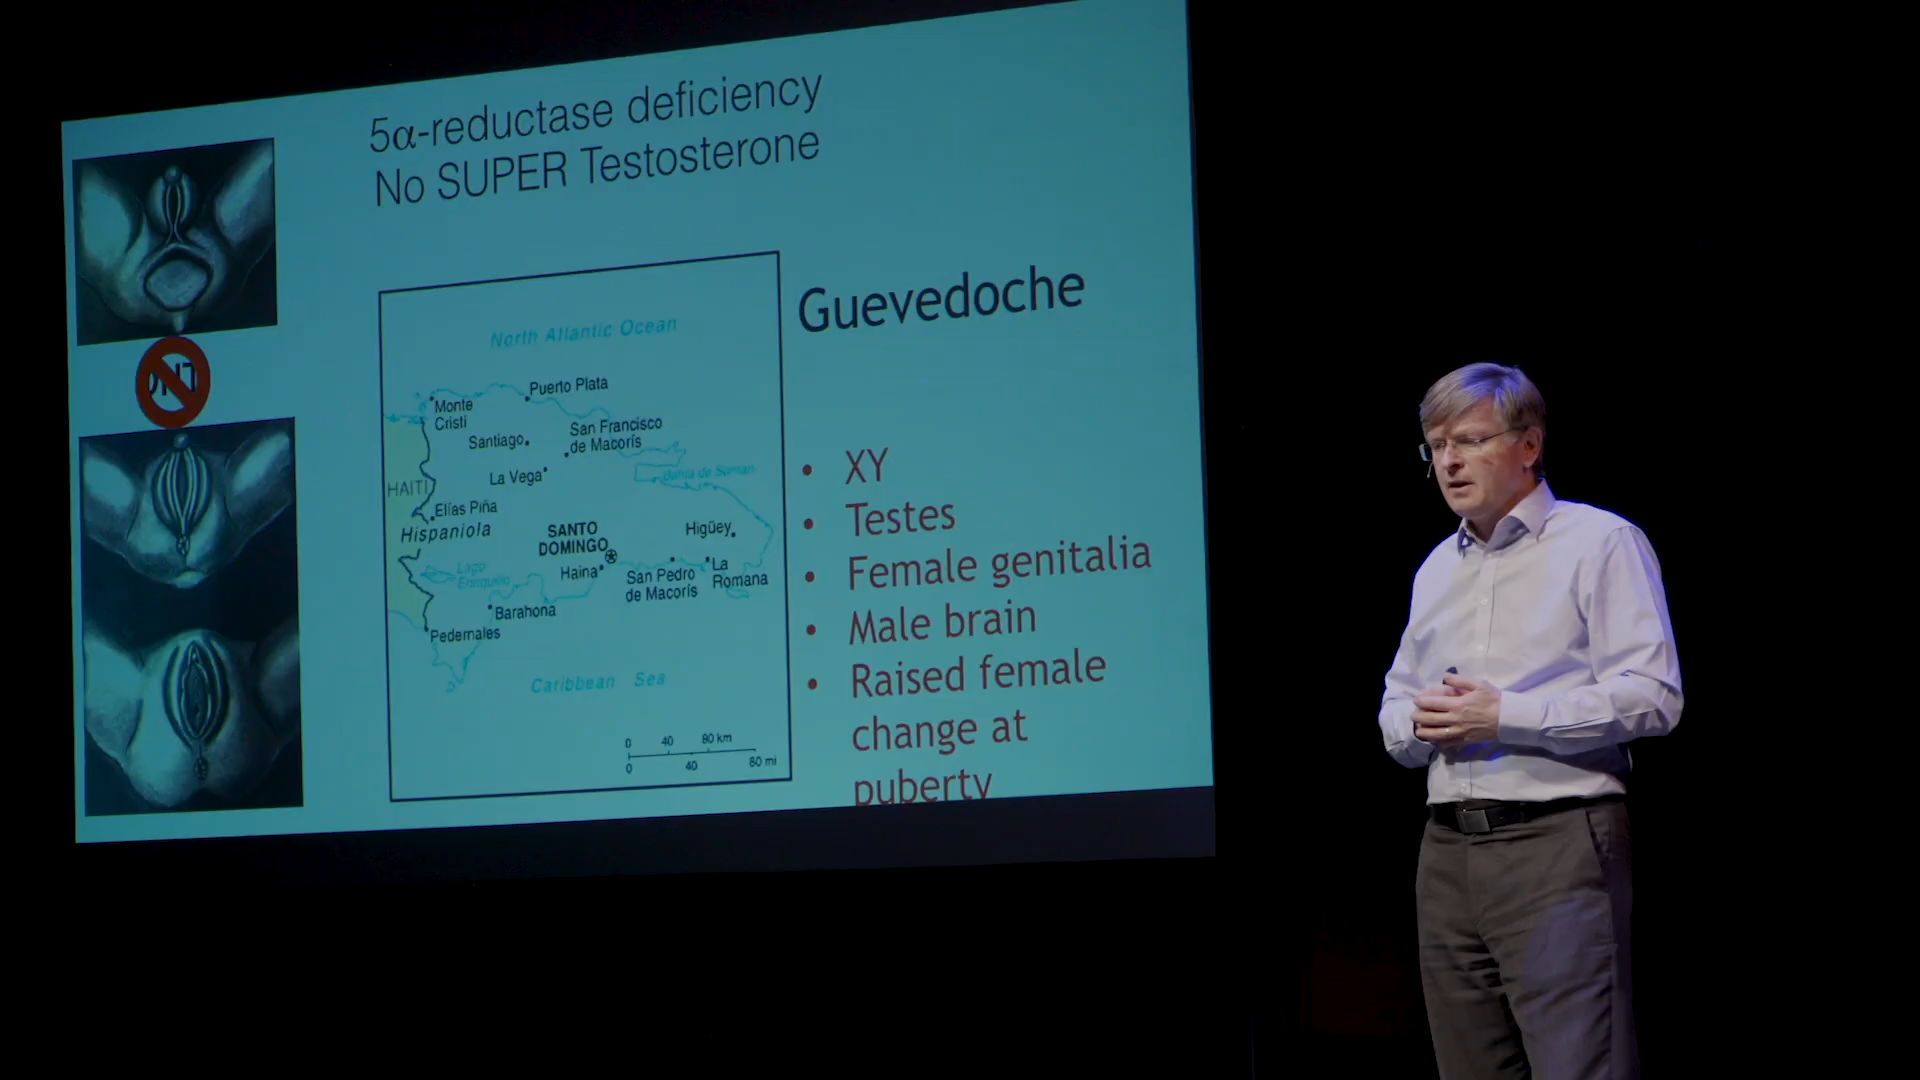 5α-reductase deficiency
No SUPER Testosterone
North Atlantic Ocean
Puerto Plata
Monte
Cristi
Santiago
San Francisco
de Macorís
La Vega
HAITI
Elías Piña
Hispaniola
SANTO
DOMINGO
Higüey
Haina
San Pedro
de Macorís
La
Romana
Lago
Barahona
Pedernales
Caribbean Sea
0 40 80 km
0 40 80 mi
Guevedoche
• XY
• Testes
• Female genitalia
• Male brain
• Raised female
change at
puberty